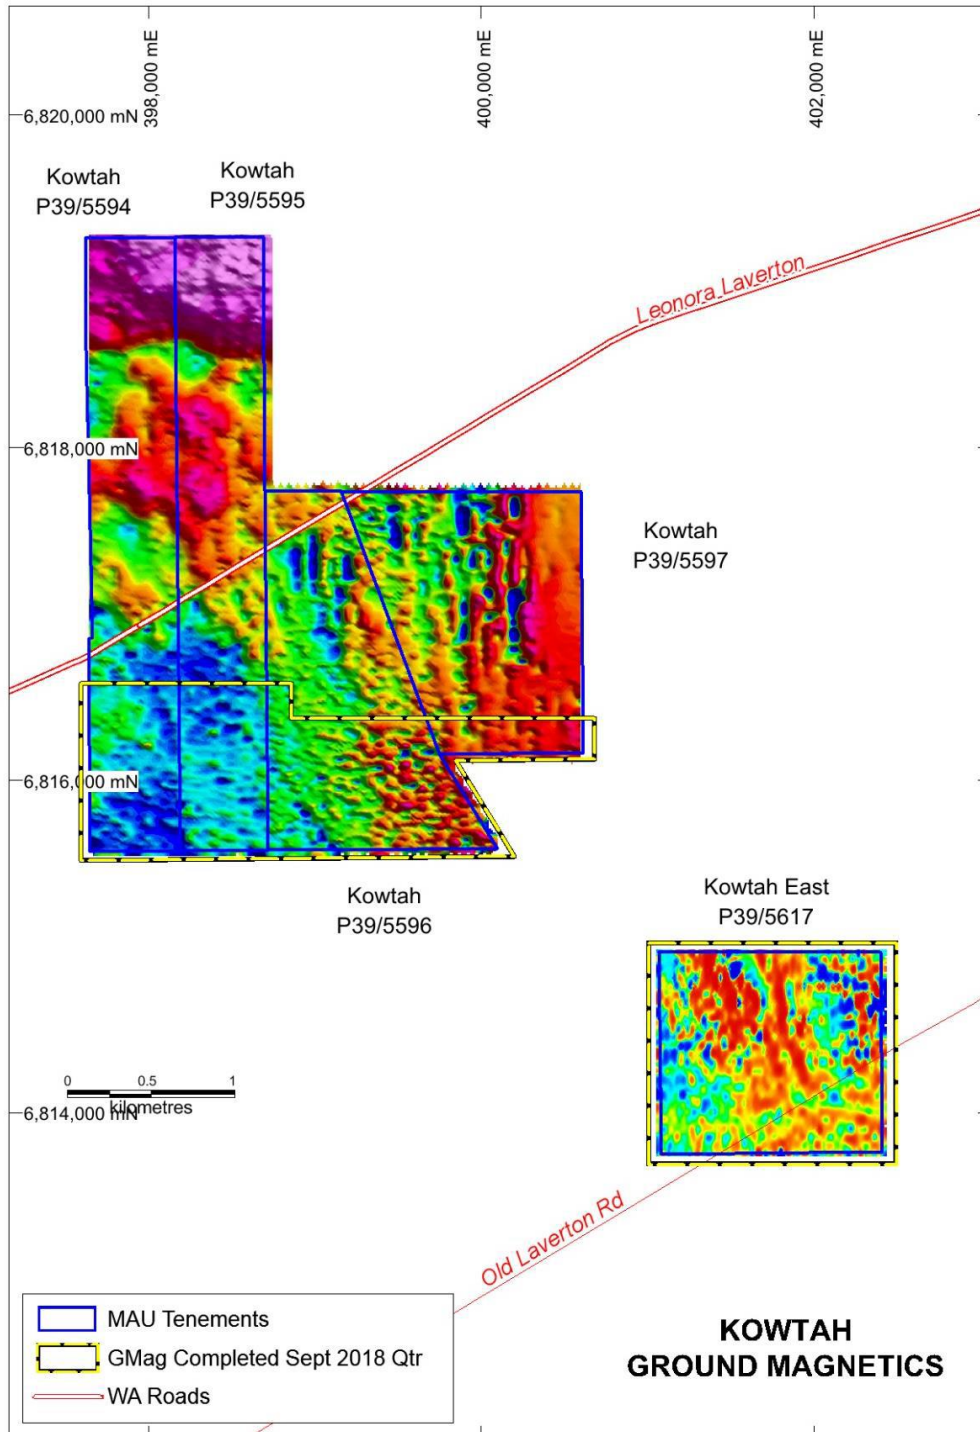 398,000 mE
400,000 mE
402,000 mE
6,820,000 mN
Kowtah
P39/5594
Kowtah
P39/5595
Leonora Laverton
6,818,000 mN
Kowtah
P39/5597
6,816,000 mN
Kowtah
P39/5596
Kowtah East
P39/5617
0 0.5 1
kilometres
6,814,000 mN
Old Laverton Rd
MAU Tenements
GMag Completed Sept 2018 Qtr
WA Roads
KOWTAH
GROUND MAGNETICS